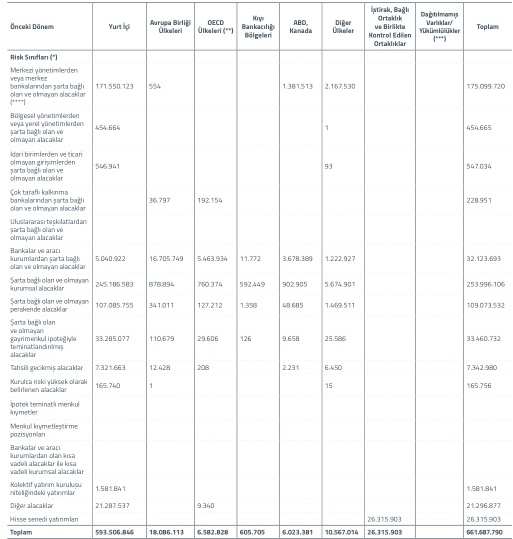 Önceki Dönem | Yurt İçi | Avrupa Birliği Ülkeleri | OECD Ülkeleri (**) | Kıyı Bankacılığı Bölgeleri | ABD, Kanada | Diğer Ülkeler | İştirak, Bağlı Ortaklık ve Birlikte Kontrol Edilen Ortaklıklar | Dağıtılmamış Varlıklar/Yükümlülükler (***) | Toplam
Risk Sınıfları (*)
Merkezi yönetimlerden veya merkez bankalarından şarta bağlı olan ve olmayan alacaklar (****) | 171.550.123 | 554 | | | 1.381.513 | 2.167.530 | | | 175.099.720
Bölgesel yönetimlerden veya yerel yönetimlerden şarta bağlı olan ve olmayan alacaklar | 454.664 | | | | | 1 | | | 454.665
İdari birimlerden ve ticari olmayan girişimlerden şarta bağlı olan ve olmayan alacaklar | 546.941 | | | | | 93 | | | 547.034
Çok taraflı kalkınma bankalarından şarta bağlı olan ve olmayan alacaklar | | 36.797 | 192.154 | | | | | | 228.951
Uluslararası teşkilatlardan şarta bağlı olan ve olmayan alacaklar
Bankalar ve aracı kurumlardan şarta bağlı olan ve olmayan alacaklar | 5.040.922 | 16.705.749 | 5.463.934 | 11.772 | 3.678.389 | 1.222.927 | | | 32.123.693
Şarta bağlı olan ve olmayan kurumsal alacaklar | 245.186.583 | 878.894 | 760.374 | 592.449 | 902.905 | 5.674.901 | | | 253.996.106
Şarta bağlı olan ve olmayan perakende alacaklar | 107.085.755 | 341.011 | 127.212 | 1.358 | 48.685 | 1.469.511 | | | 109.073.532
Şarta bağlı olan ve olmayan gayrimenkul ipoteğiyle teminatlandırılmış alacaklar | 33.285.077 | 110.679 | 29.606 | 126 | 9.658 | 25.586 | | | 33.460.732
Tahsili gecikmiş alacaklar | 7.321.663 | 12.428 | 208 | | 2.231 | 6.450 | | | 7.342.980
Kurulca riski yüksek olarak belirlenen alacaklar | 165.740 | 1 | | | | 15 | | | 165.756
İpotek teminatlı menkul kıymetler
Menkul kıymetleştirme pozisyonları
Bankalar ve aracı kurumlardan olan kısa vadeli alacaklar ile kısa vadeli kurumsal alacaklar
Kolektif yatırım kuruluşu niteliğindeki yatırımlar | 1.581.841 | | | | | | | | 1.581.841
Diğer alacaklar | 21.287.537 | | 9.340 | | | | | | 21.296.877
Hisse senedi yatırımları | | | | | | | 26.315.903 | | 26.315.903
Toplam | 593.506.846 | 18.086.113 | 6.582.828 | 605.705 | 6.023.381 | 10.567.014 | 26.315.903 | | 661.687.790